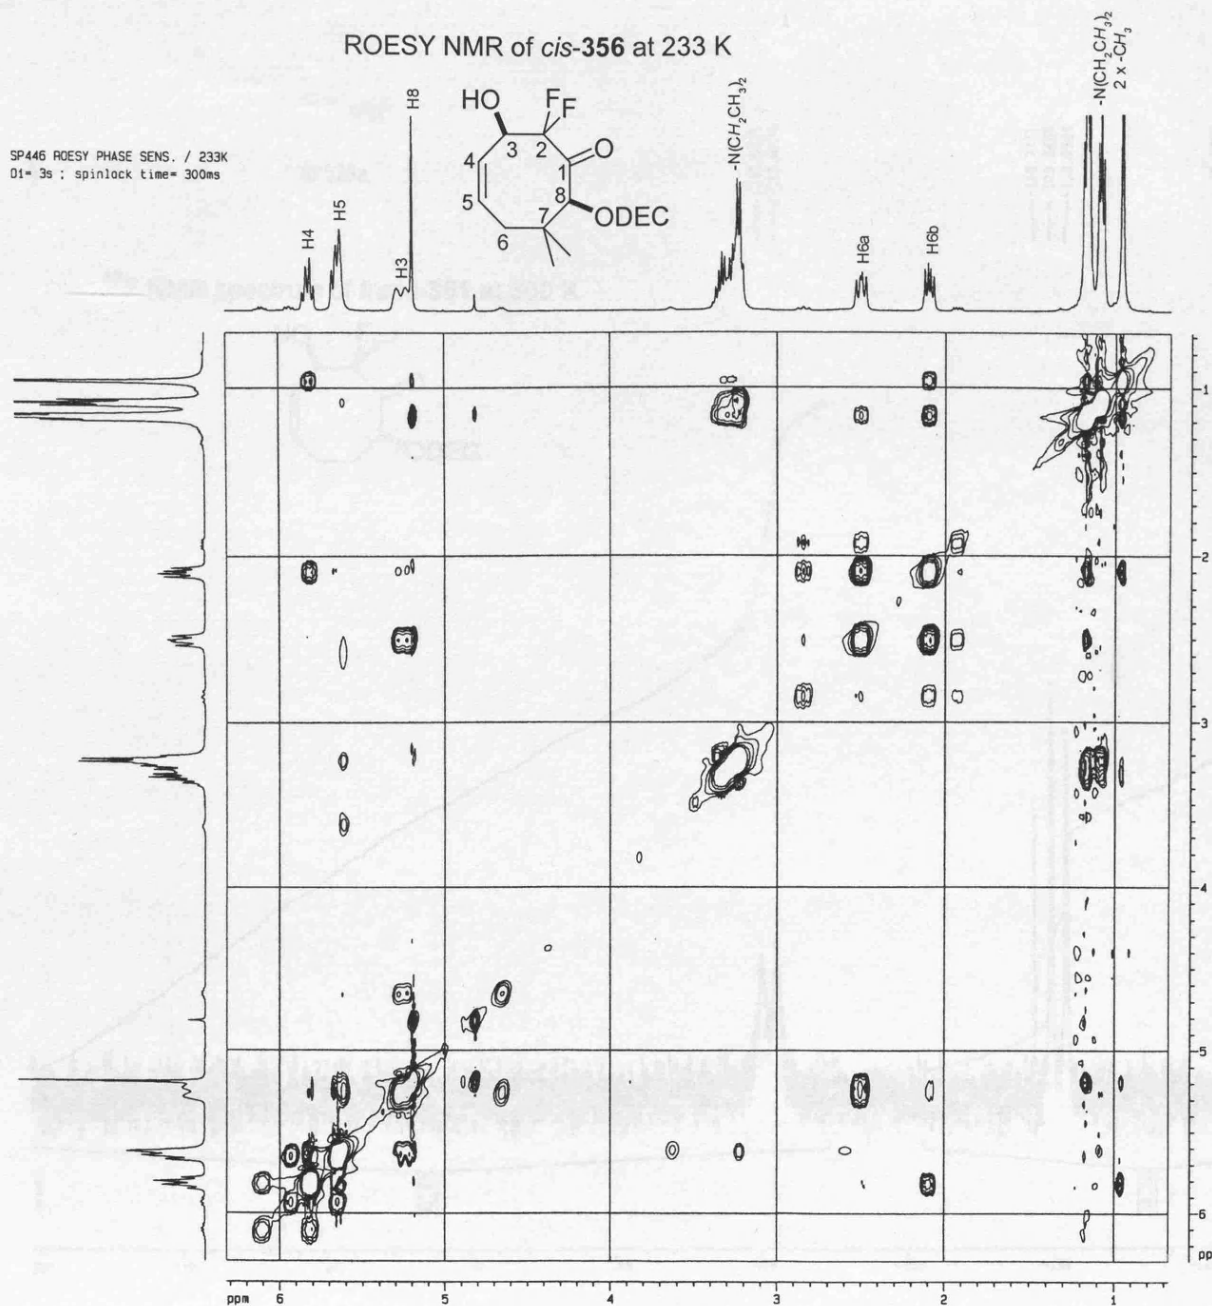 ROESY NMR of cis-356 at 233 K
SP446 ROESY PHASE SENS. / 233K
D1= 3s ; spinlock time= 300ms
HO
F
F
O
ODEC
1
2
3
4
5
6
7
8
H4
H5
H3
H8
-N(CH2CH3)2
H6a
H6b
-N(CH2CH3)2
2 x -CH3
1
2
3
4
5
6
pp
ppm 6 5 4 3 2 1